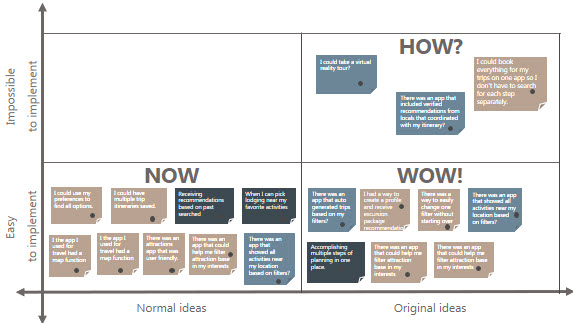 HOW?
I could take a virtual
reality tour?
There was an app that
included verified
recommendations from
locals that coordinated
with my itinerary?
I could book
everything for my
trips on one app so I
don't have to search
for each step
separately.
Impossible
to implement
NOW
I could use my
preferences to
find all options.
I could have
multiple trip
itineraries saved.
Receiving
recommendations
based on past
searched
When I can pick
lodging near my
favorite activities
I the app I
used for
travel had a
map function
I the app I
used for
travel had a
map function
There was an
attractions
app that was
user friendly.
There was an
app that could
help me filter
attraction base
in my interests
There was an
app that
showed all
activities near
my location
based on filters?
WOW!
There was an
app that auto
generated trips
based on my
filters?
I had a way to
create a profile
and receive
excursion
package
recommendation
There was a
way to easily
change one
filter without
starting over
There was an
app that showed all
activities near my
location based on
filters?
Accomplishing
multiple steps of
planning in one
place.
There was an app
that could help me
filter attraction
base in my
interests
There was an app
that could help me
filter attraction base
in my interests
Easy
to implement
Normal ideas
Original ideas